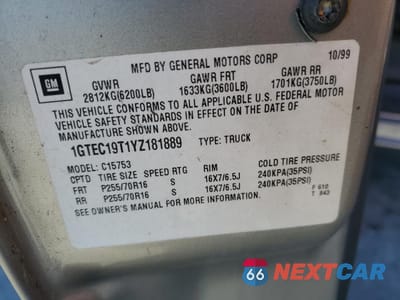 MFD BY GENERAL MOTORS CORP 10/99
GM
GVWR GAWR FRT GAWR RR
2812KG(6200LB) 1633KG(3600LB) 1701KG(3750LB)
THIS VEHICLE CONFORMS TO ALL APPLICABLE U.S. FEDERAL MOTOR
VEHICLE SAFETY STANDARDS IN EFFECT ON THE DATE OF
MANUFACTURE SHOWN ABOVE.
1GTEC19T1YZ181889 TYPE: TRUCK
MODEL: C15753
CPTD TIRE SIZE SPEED RTG RIM COLD TIRE PRESSURE
FRT P255/70R16 S 16X7/6.5J 240KPA(35PSI)
RR P255/70R16 S 16X7/6.5J 240KPA(35PSI)
SEE OWNER'S MANUAL FOR MORE INFORMATION.
F 610
T 843
66 NEXTCAR